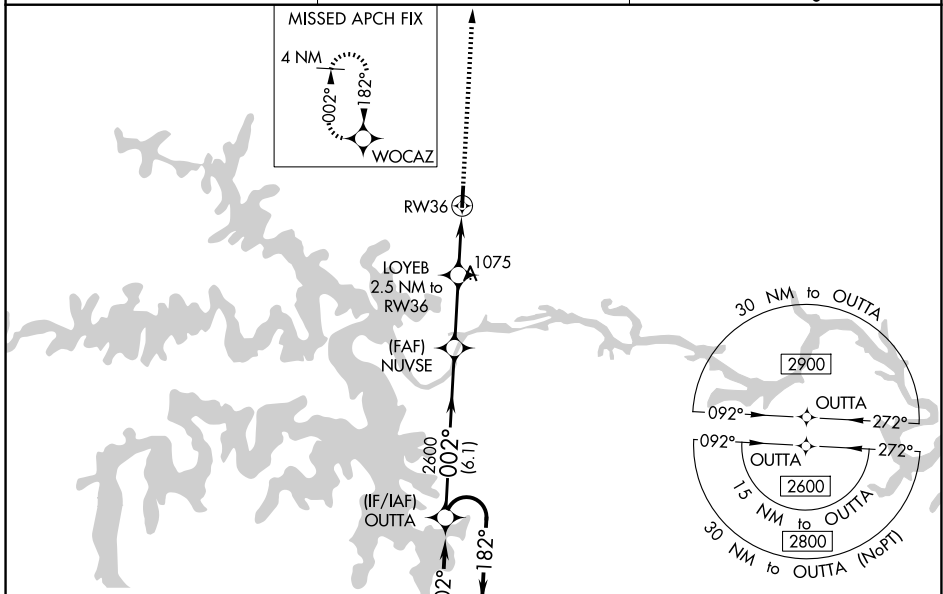 MISSED APCH FIX
4 NM
002°
182°
WOCAZ
RW36
LOYEB
2.5 NM to
RW36
1075
(FAF)
NUVSE
2600
002°
(6.1)
(IF/IAF)
OUTTA
182°
02°
30 NM to OUTTA
2900
OUTTA
092°
272°
092°
272°
OUTTA
2600
15 NM to OUTTA
2800
30 NM to OUTTA (NoPT)